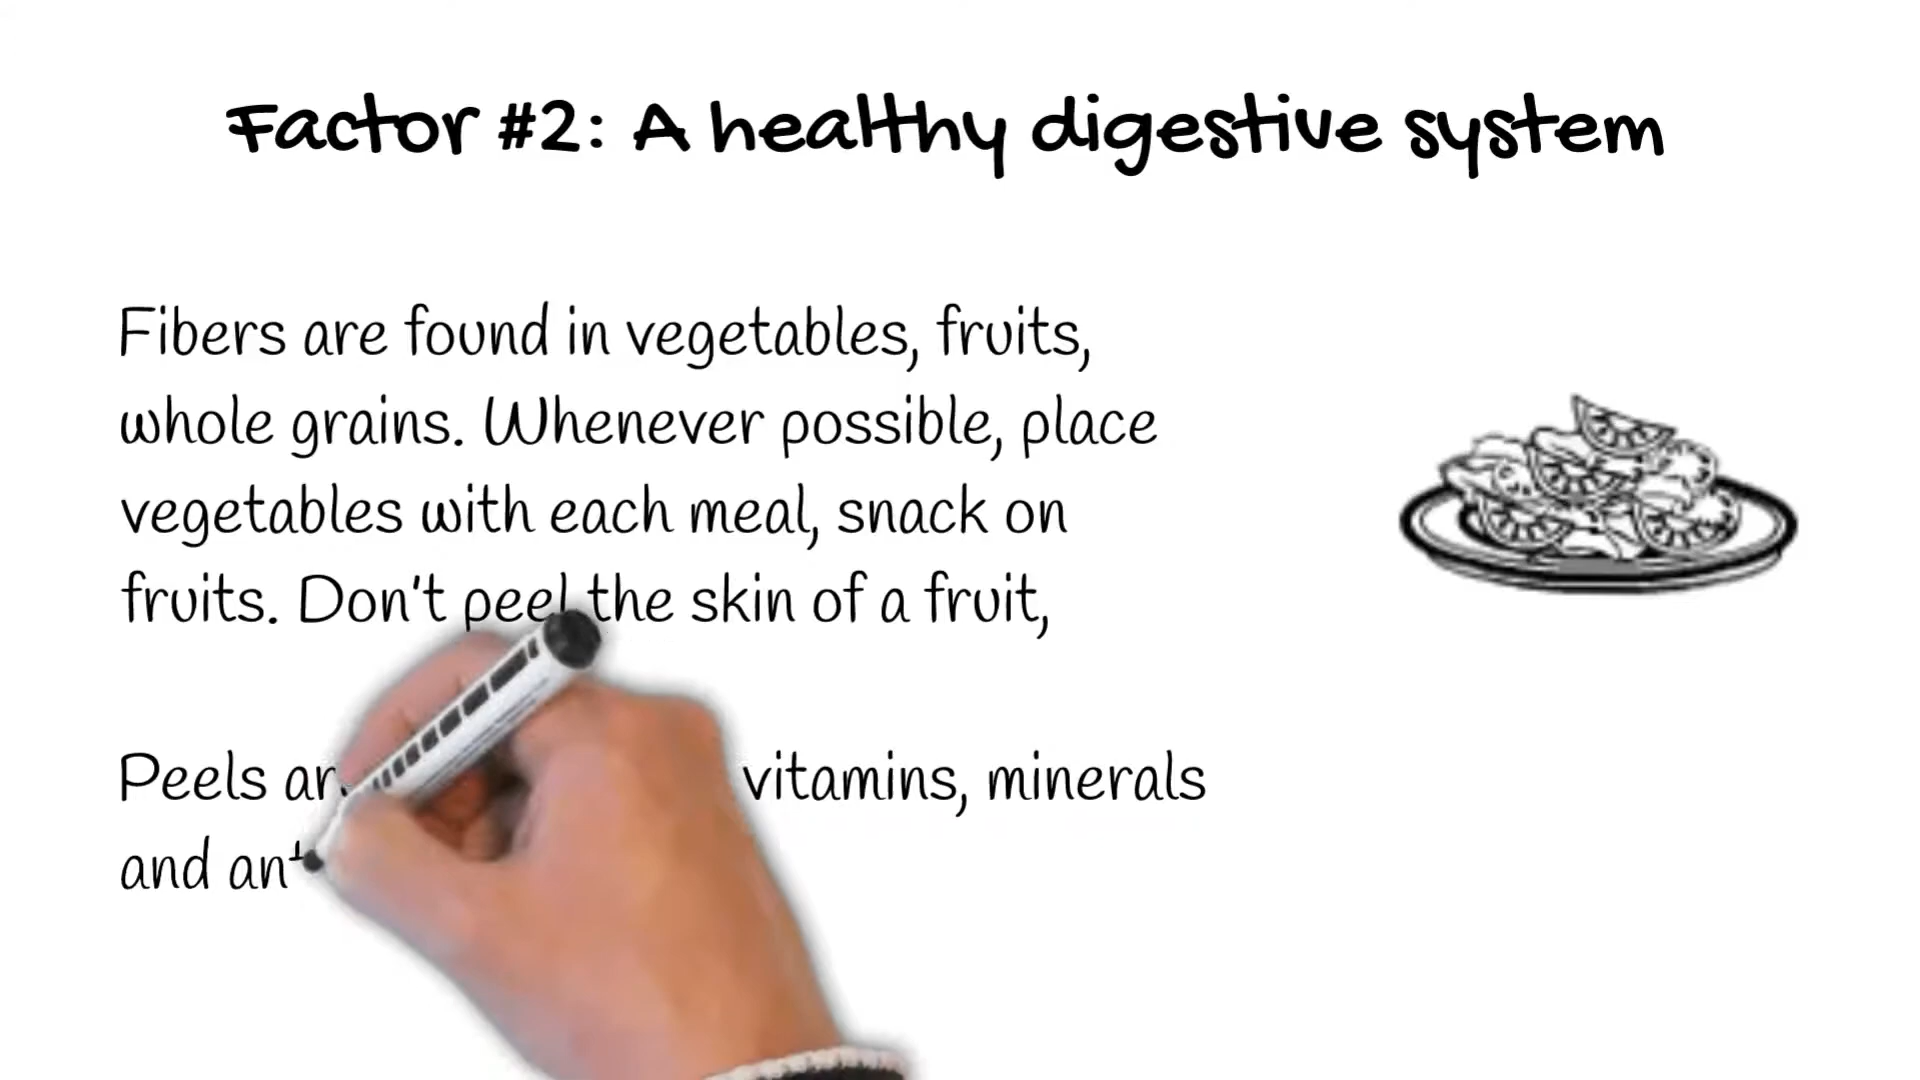 Factor #2: A healthy digestive system
Fibers are found in vegetables, fruits,
whole grains. Whenever possible, place
vegetables with each meal, snack on
fruits. Don't peel the skin of a fruit,
Peels vitamins, minerals
and